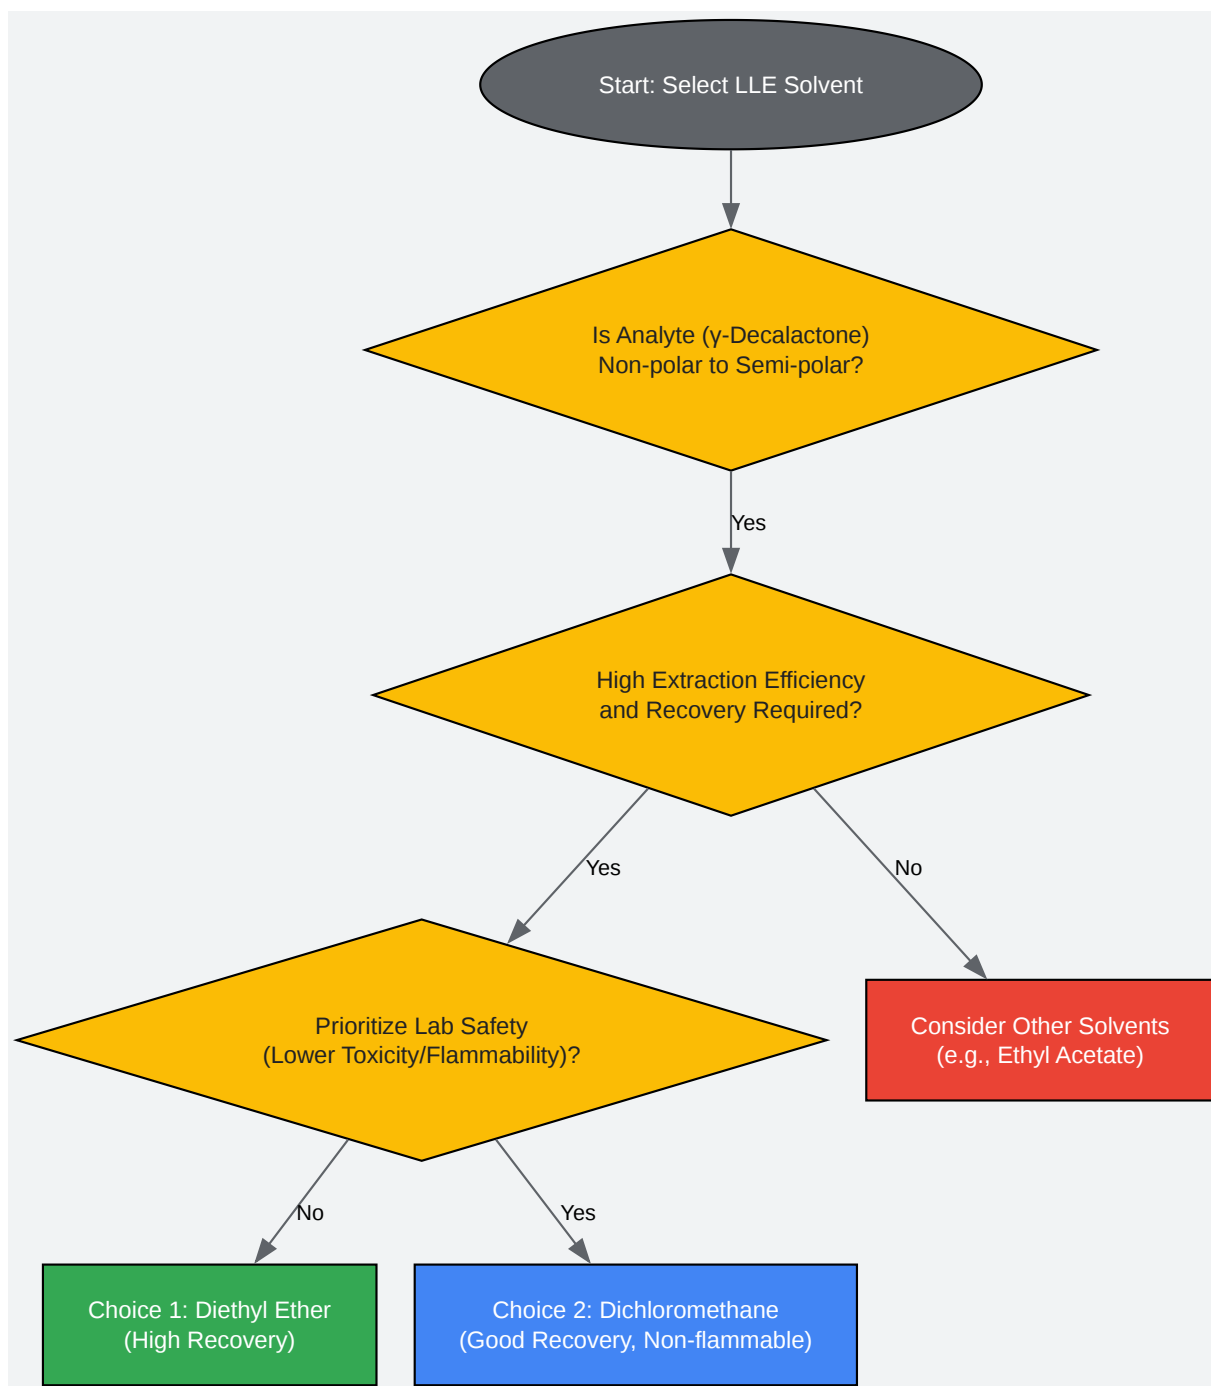 Start: Select LLE Solvent
Is Analyte (γ-Decalactone)
Non-polar to Semi-polar?
Yes
High Extraction Efficiency
and Recovery Required?
Yes
No
Prioritize Lab Safety
(Lower Toxicity/Flammability)?
Consider Other Solvents
(e.g., Ethyl Acetate)
No
Yes
Choice 1: Diethyl Ether
(High Recovery)
Choice 2: Dichloromethane
(Good Recovery, Non-flammable)